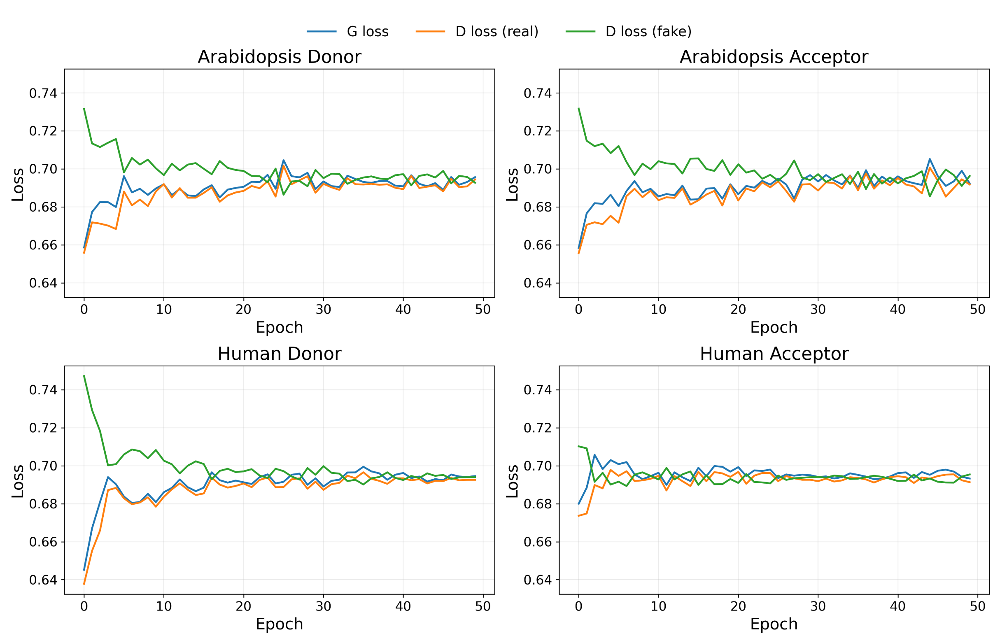 G loss D loss (real) D loss (fake)
Arabidopsis Donor
Loss
0.74
0.72
0.70
0.68
0.66
0.64
0 10 20 30 40 50
Epoch
Arabidopsis Acceptor
Loss
0.74
0.72
0.70
0.68
0.66
0.64
0 10 20 30 40 50
Epoch
Human Donor
Loss
0.74
0.72
0.70
0.68
0.66
0.64
0 10 20 30 40 50
Epoch
Human Acceptor
Loss
0.74
0.72
0.70
0.68
0.66
0.64
0 10 20 30 40 50
Epoch